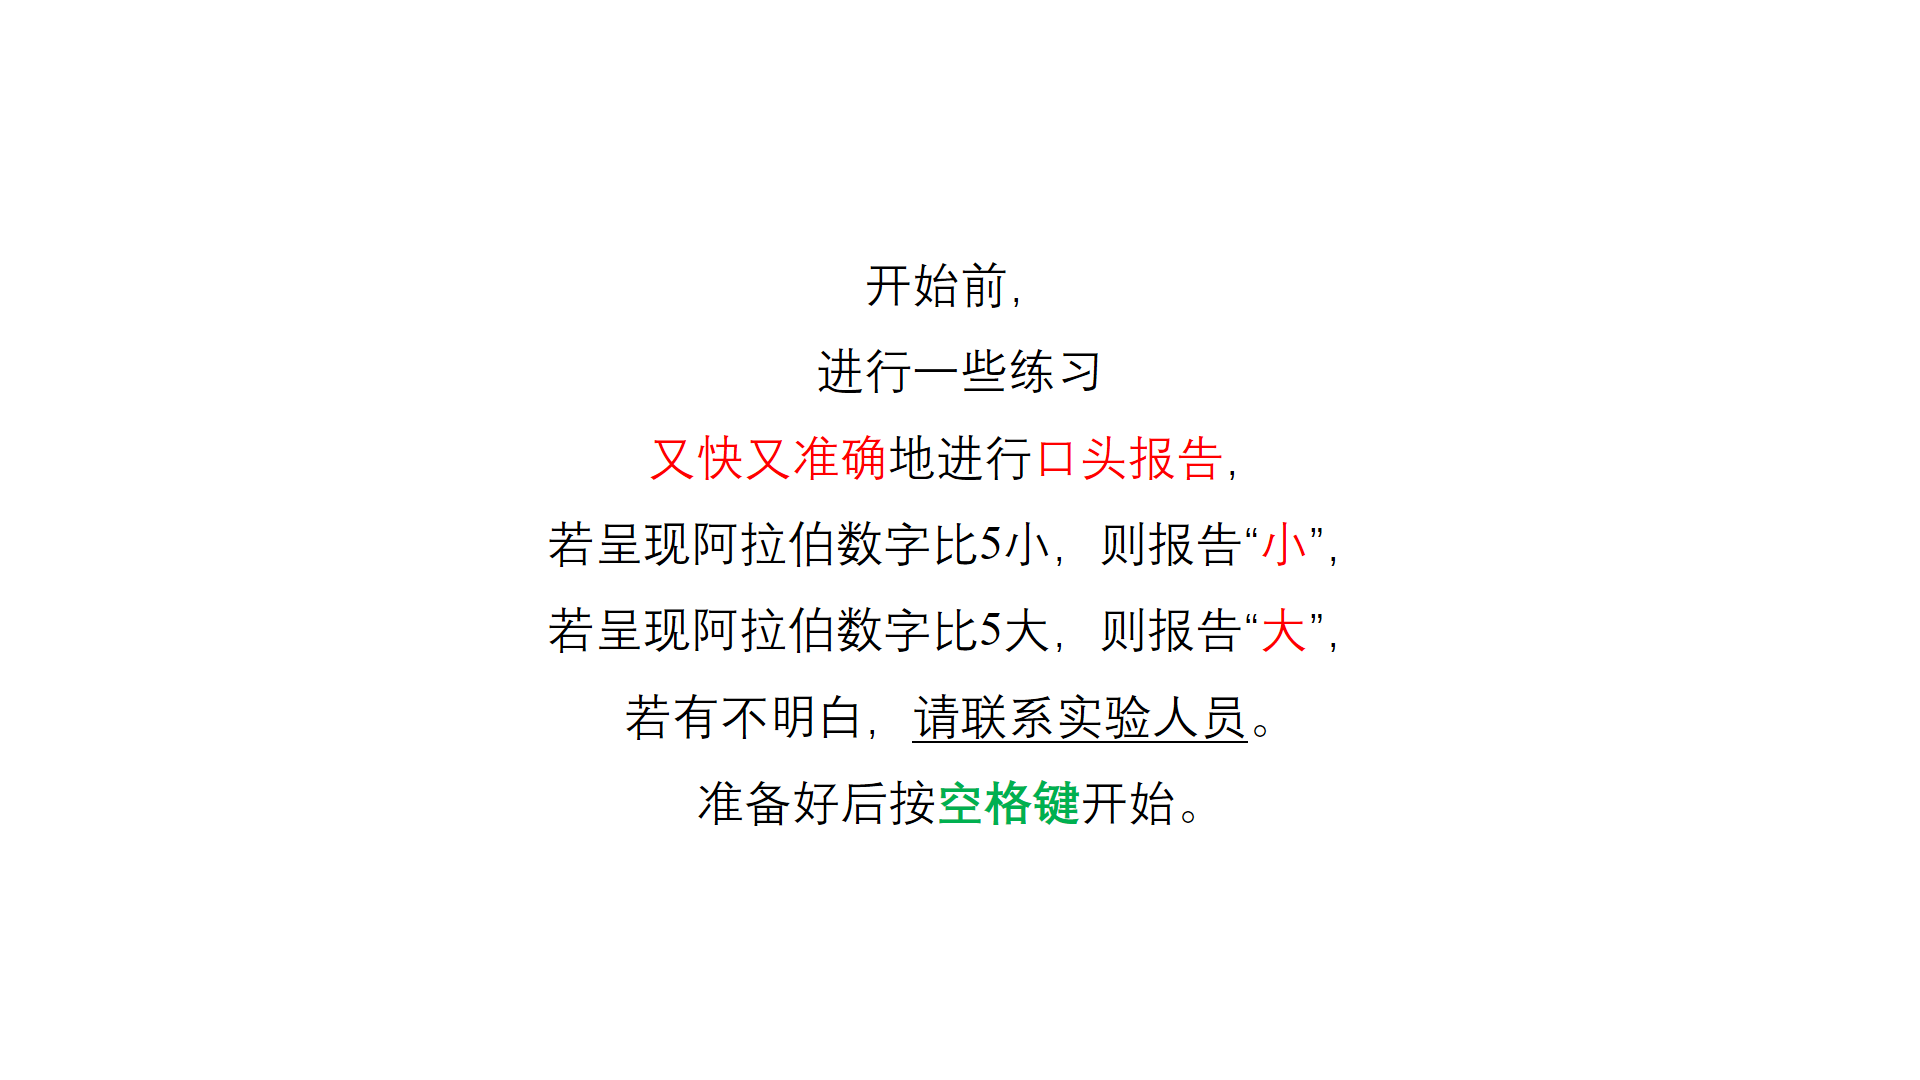 开始前,
进行一些练习
又快又准确地进行口头报告,
若呈现阿拉伯数字比5小, 则报告“小”,
若呈现阿拉伯数字比5大, 则报告“大”,
若有不明白, 请联系实验人员。
准备好后按空格键开始。